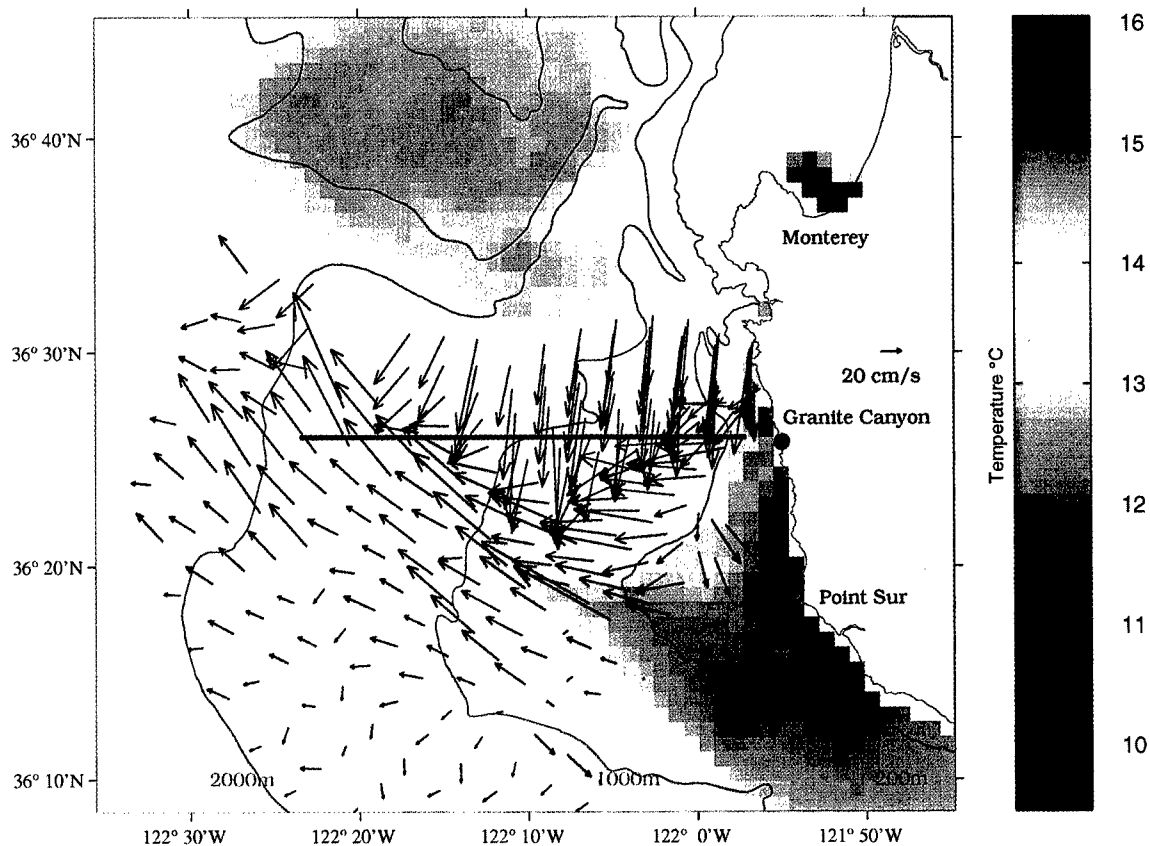 16
36° 40'N
15
Monterey
14
36° 30'N
20 cm/s
13
Granite Canyon
Temperature °C
12
36° 20'N
Point Sur
11
10
36° 10'N
2000m
1000m
200m
122° 30'W
122° 20'W
122° 10'W
122° 0'W
121° 50'W